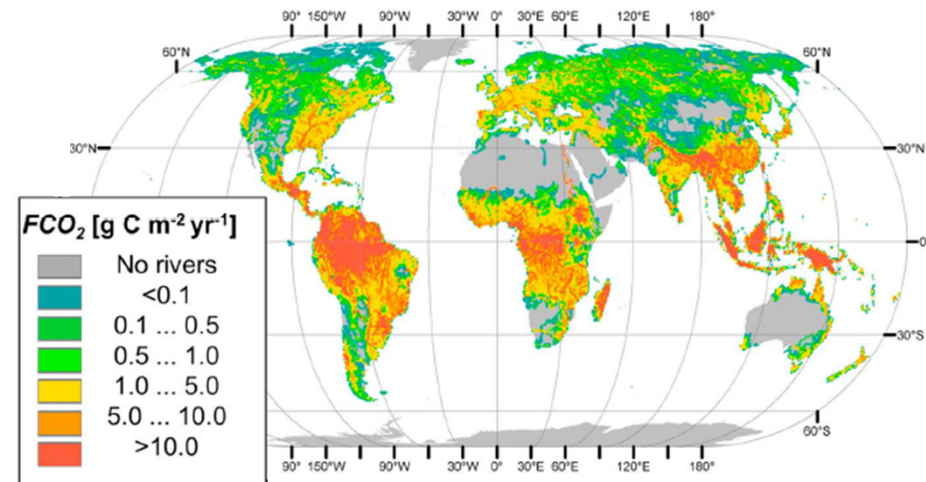 90° 150°W 90°W 30°W 0° 30°E 60°E 120°E 180°
60°N 60°N
30°N 30°N
0
30°S
60°S
FCO₂ [g C m⁻² yr⁻¹]
No rivers
<0.1
0.1 ... 0.5
0.5 ... 1.0
1.0 ... 5.0
5.0 ... 10.0
>10.0
90° 150°W 90°W 30°W 0° 30°E 60°E 120°E 180°